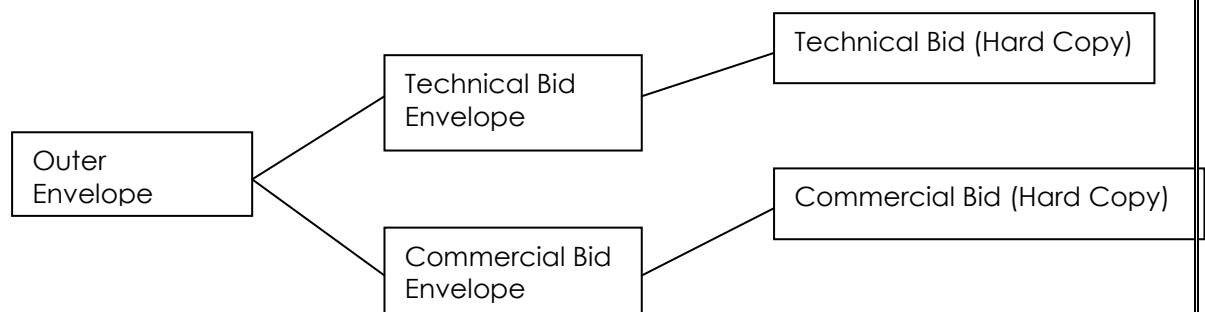 Outer
Envelope
Technical Bid
Envelope
Technical Bid (Hard Copy)
Commercial Bid
Envelope
Commercial Bid (Hard Copy)